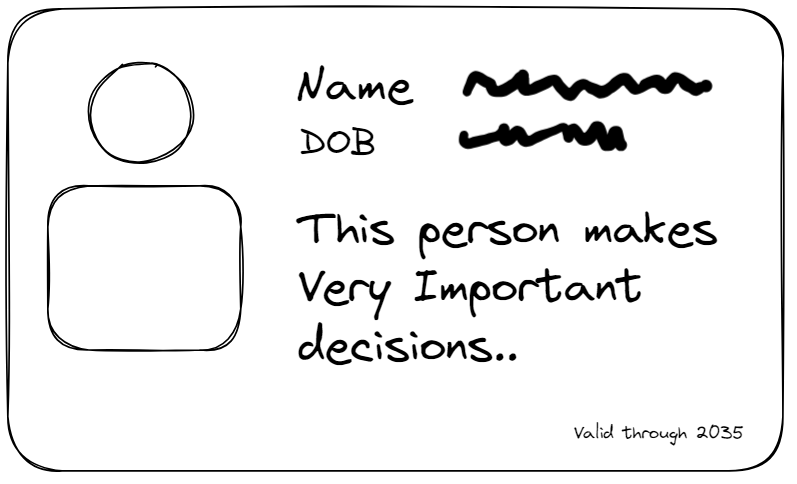 Name
DOB
This person makes
Very Important
decisions..
Valid through 2035